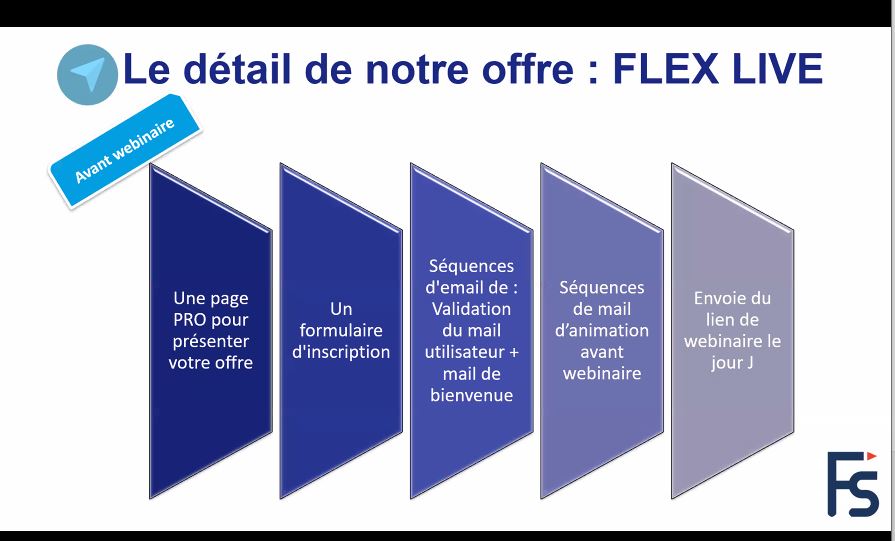 Le détail de notre offre : FLEX LIVE
Avant webinaire
Une page
PRO pour
présenter
votre offre
Un
formulaire
d'inscription
Séquences
d'email de :
Validation
du mail
utilisateur +
mail de
bienvenue
Séquences
de mail
d’animation
avant
webinaire
Envoie du
lien de
webinaire le
jour J
FS